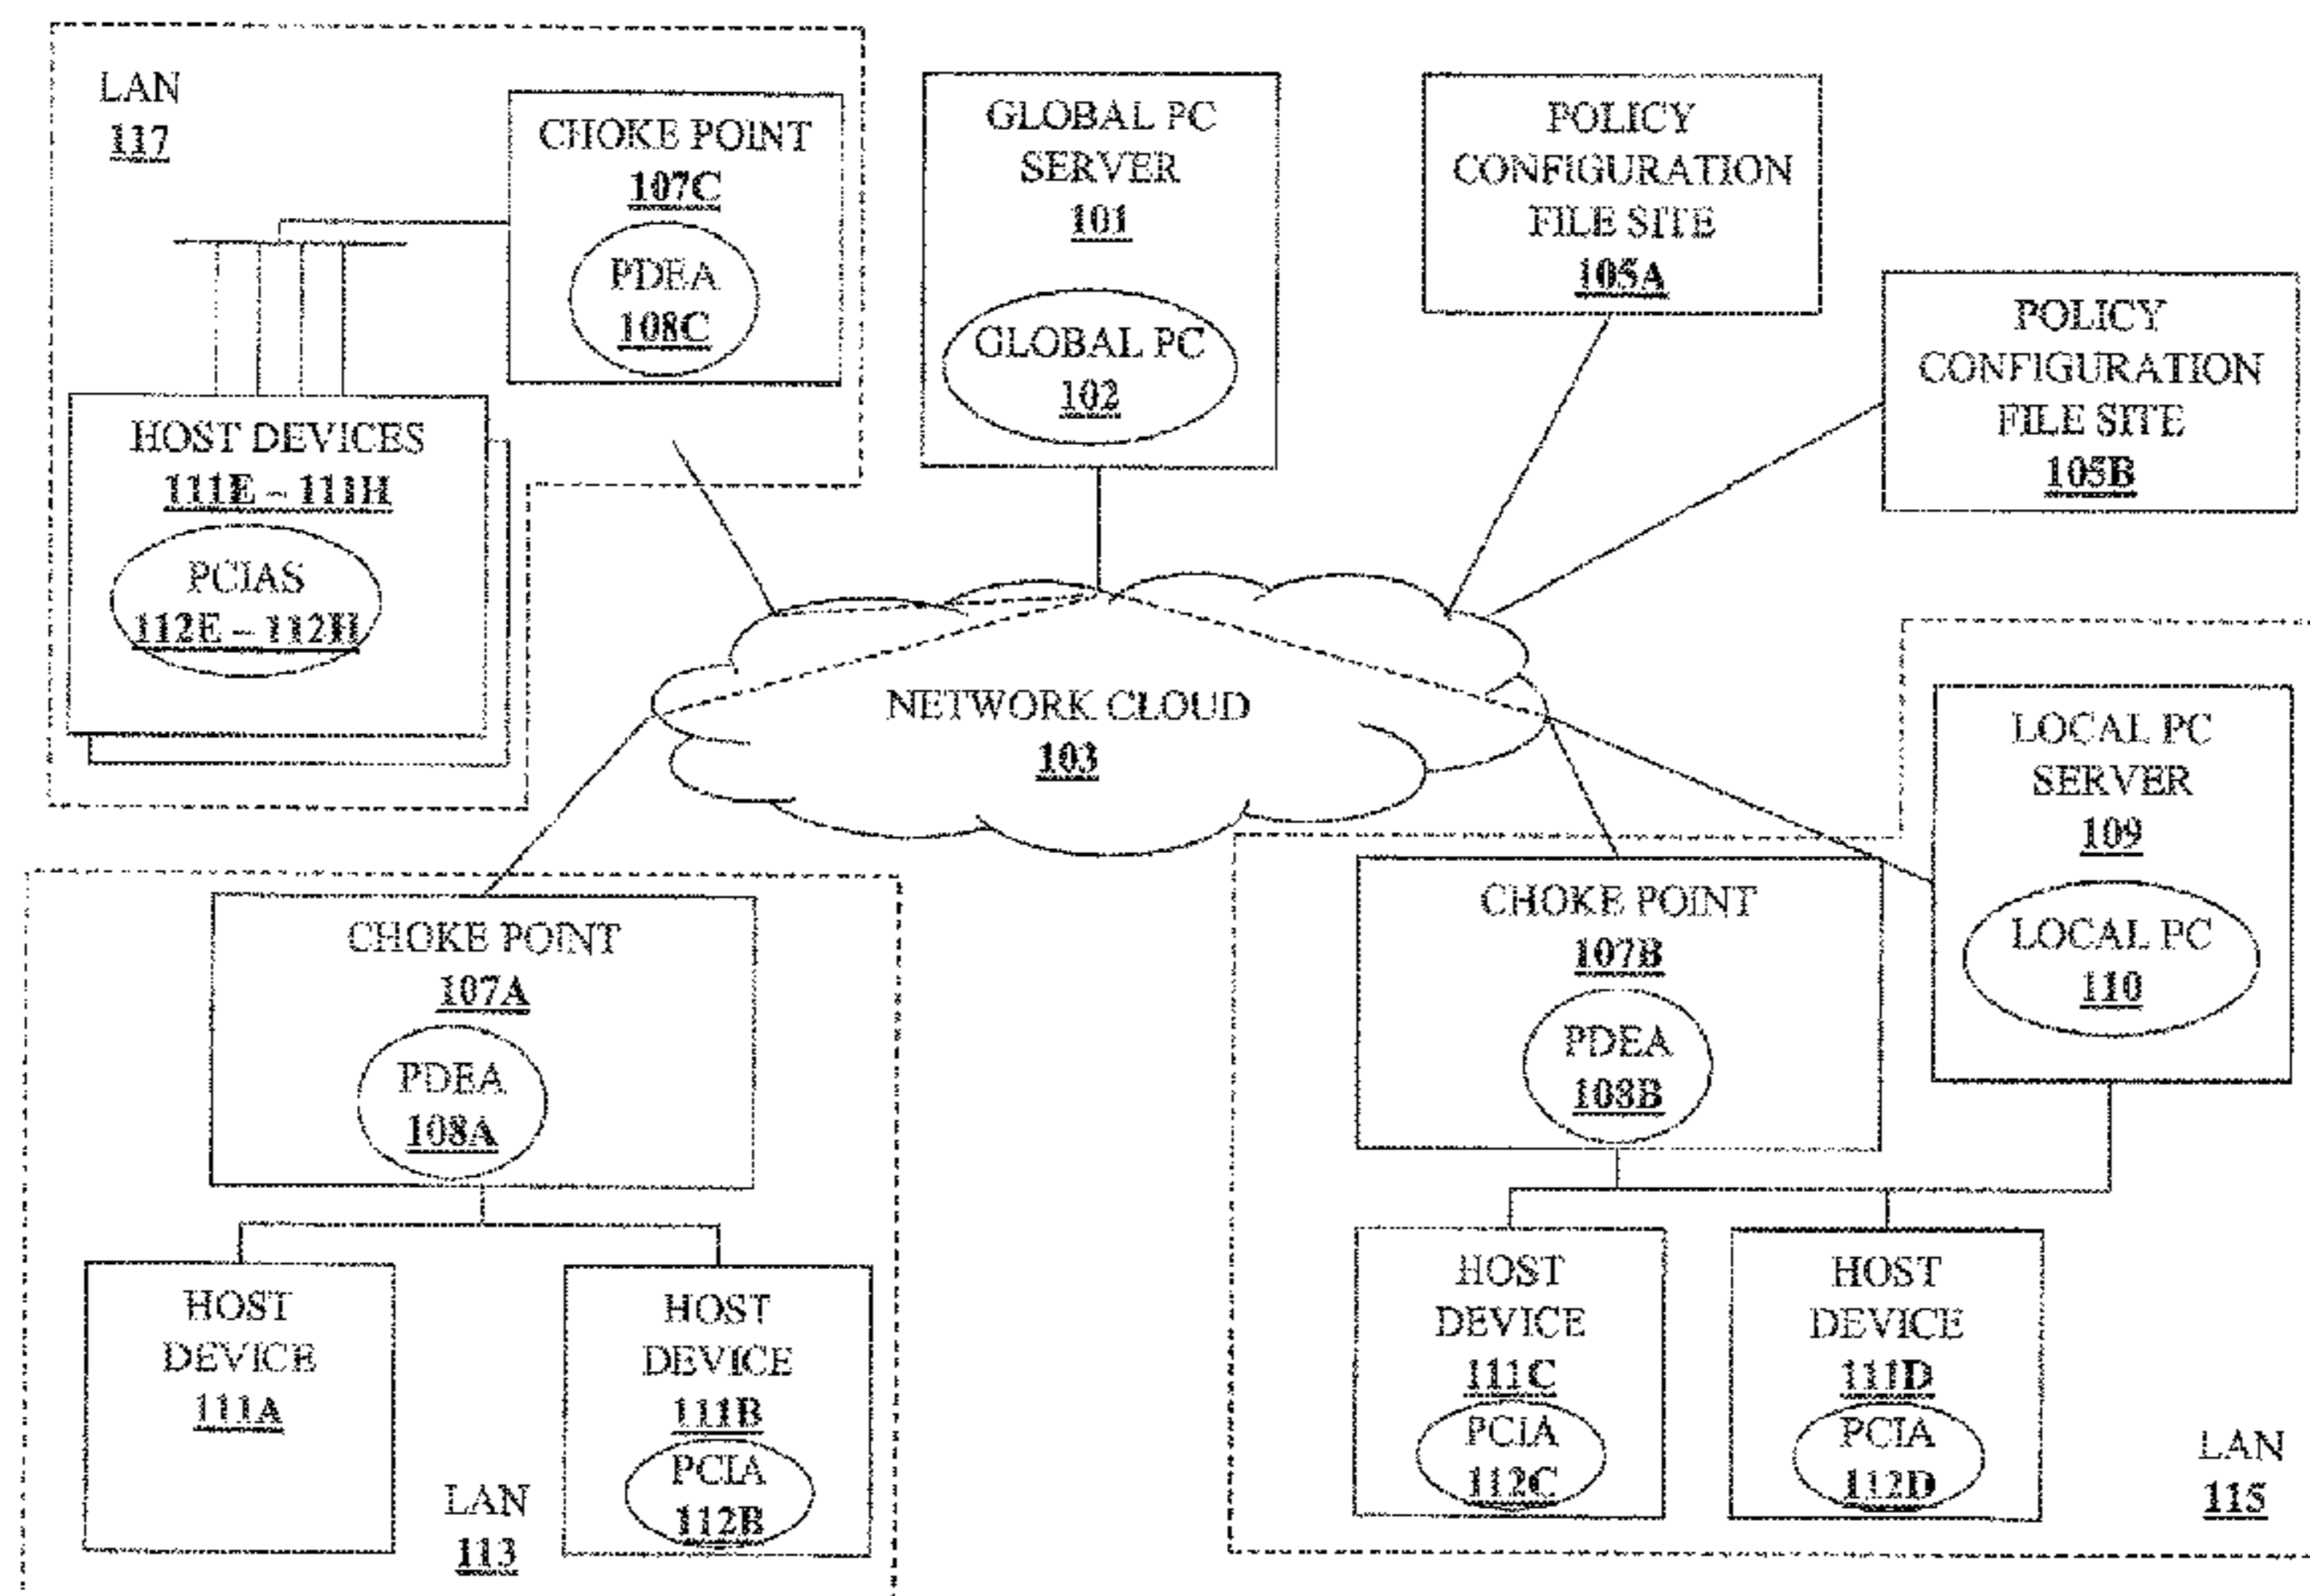 LAN
117
CHOKE POINT
107C
PDEA
108C
HOST DEVICES
111E – 111H
PCIAS
112E – 112H
GLOBAL PC
SERVER
101
GLOBAL PC
102
POLICY
CONFIGURATION
FILE SITE
105A
POLICY
CONFIGURATION
FILE SITE
105B
NETWORK CLOUD
103
CHOKE POINT
107A
PDEA
108A
HOST
DEVICE
111A
HOST
DEVICE
111B
PCIA
112B
LAN
113
CHOKE POINT
107B
PDEA
108B
LOCAL PC
SERVER
109
LOCAL PC
110
HOST
DEVICE
111C
PCIA
112C
HOST
DEVICE
111D
PCIA
112D
LAN
115